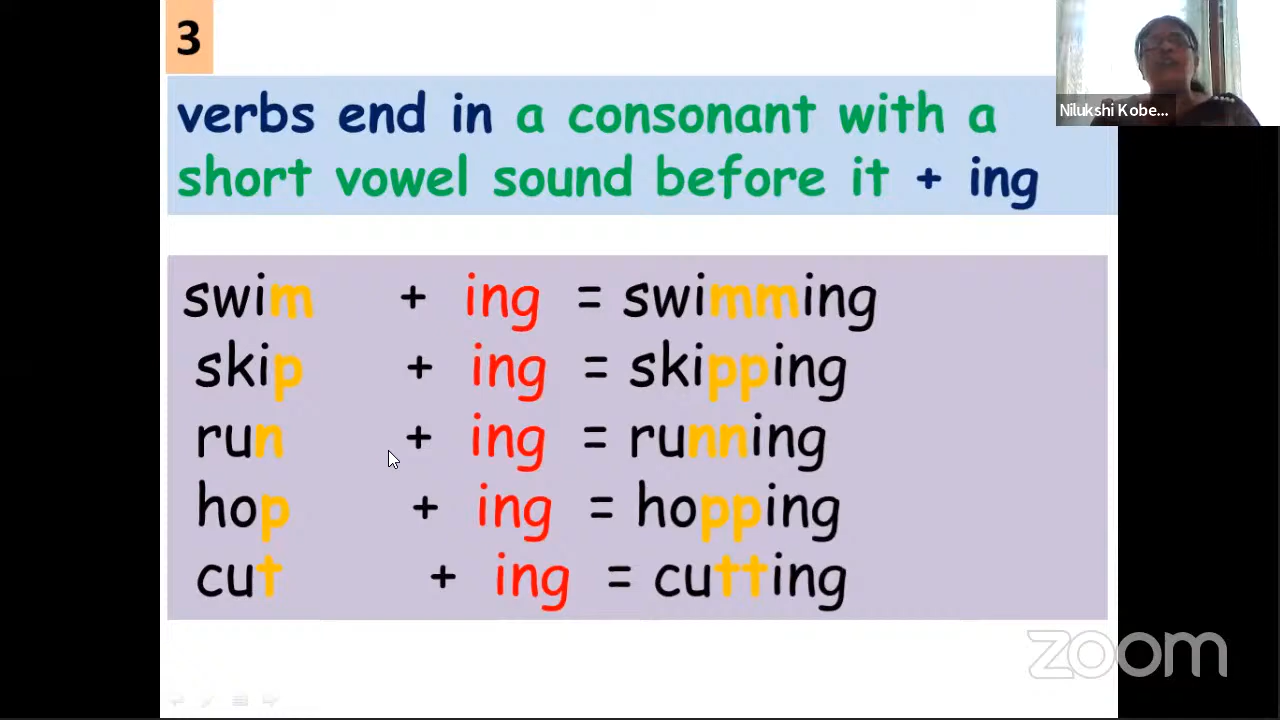 3
verbs end in a consonant with a
short vowel sound before it + ing
swim + ing = swimming
skip + ing = skipping
run + ing = running
hop + ing = hopping
cut + ing = cutting
Nilukshi Kobe...
zoom